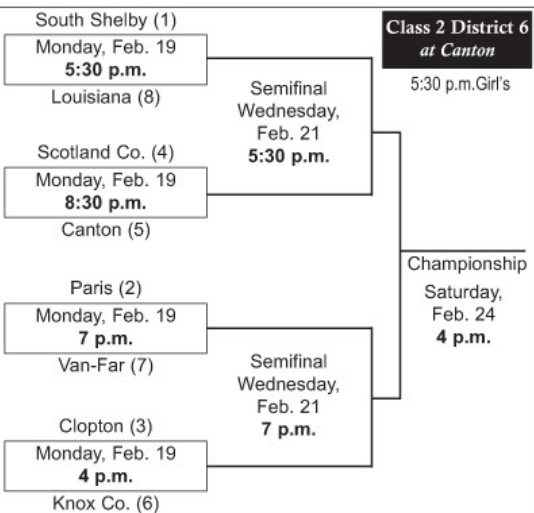 South Shelby (1)
Monday, Feb. 19
5:30 p.m.
Louisiana (8)
Scotland Co. (4)
Monday, Feb. 19
8:30 p.m.
Canton (5)
Paris (2)
Monday, Feb. 19
7 p.m.
Van-Far (7)
Clopton (3)
Monday, Feb. 19
4 p.m.
Knox Co. (6)
Semifinal
Wednesday,
Feb. 21
5:30 p.m.
Semifinal
Wednesday,
Feb. 21
7 p.m.
Class 2 District 6
at Canton
5:30 p.m.Girl's
Championship
Saturday,
Feb. 24
4 p.m.